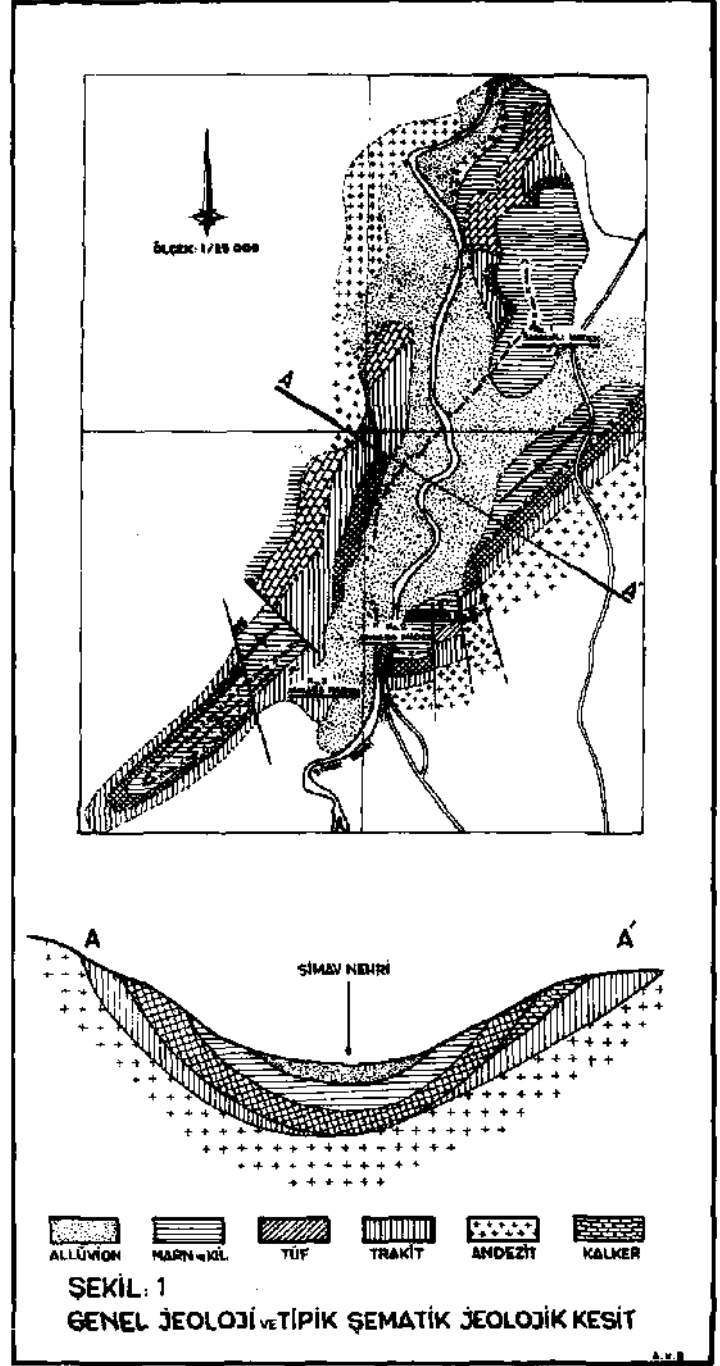 ÖLÇEK: 1/25 000
A
A'
A
A'
SİMAV NEHRİ
ALLÜVİON
MARN ve KİL
TÜF
TRAKİT
ANDEZİT
KALKER
ŞEKİL: 1
GENEL JEOLOJİ VE TİPİK ŞEMATİK JEOLOJİK KESİT